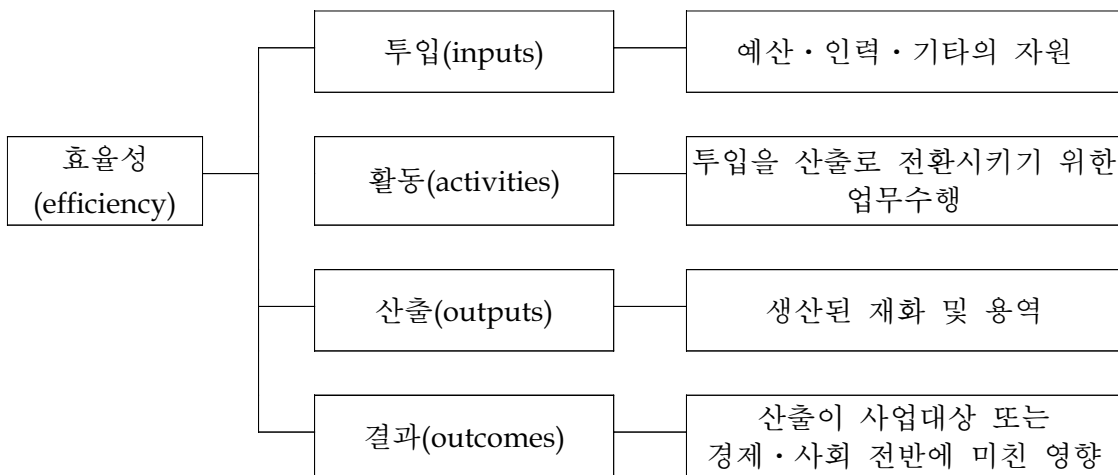 투입(inputs)
예산·인력·기타의 자원
효율성
(efficiency)
활동(activities)
투입을 산출로 전환시키기 위한
업무수행
산출(outputs)
생산된 재화 및 용역
결과(outcomes)
산출이 사업대상 또는
경제·사회 전반에 미친 영향